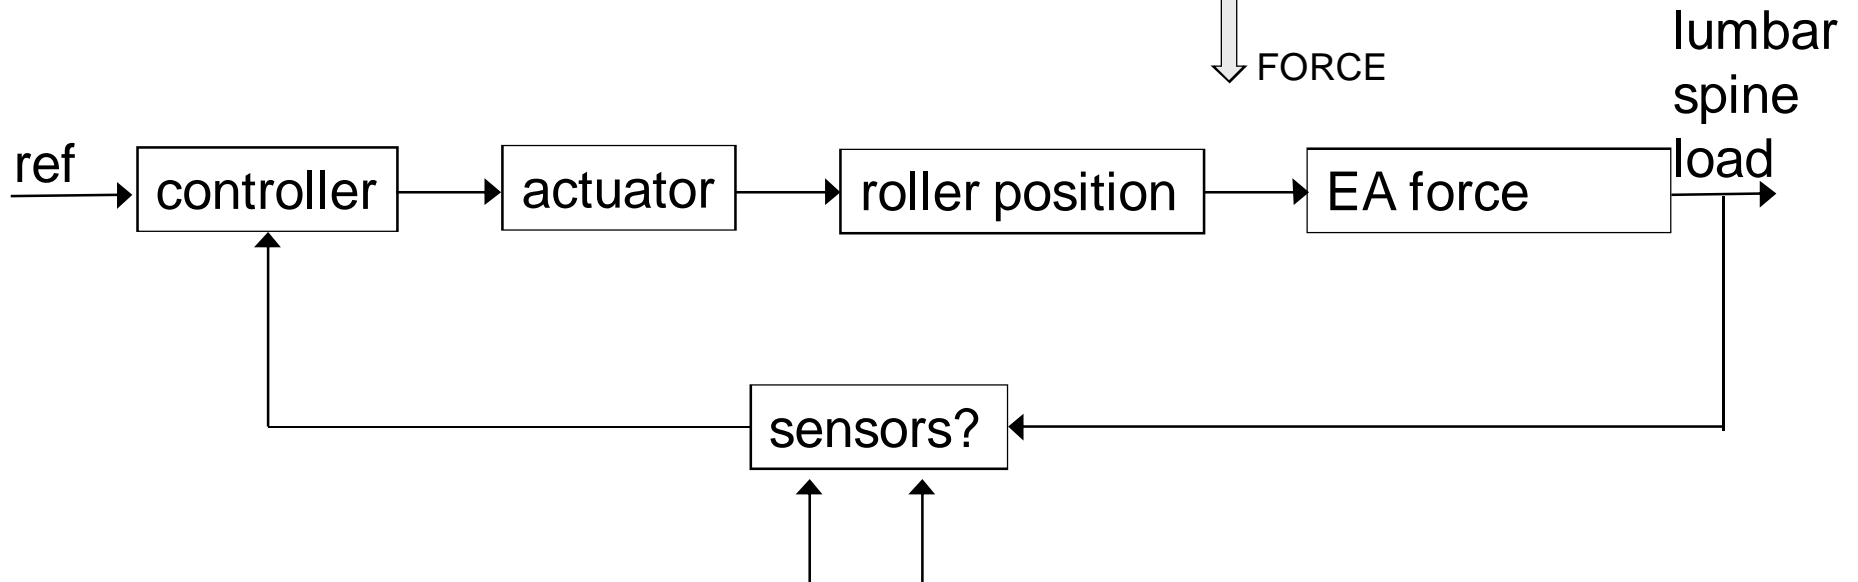 lumbar
spine
load
FORCE
ref
controller
actuator
roller position
EA force
sensors?